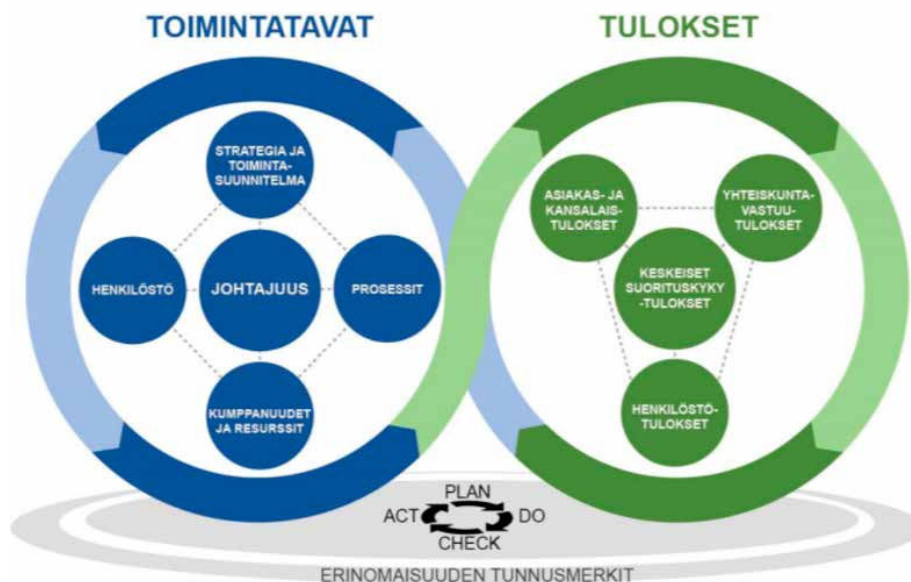 TOIMINTATAVAT
TULOKSET
STRATEGIA JA
TOIMINTA-
SUUNNITELMA
HENKILÖSTÖ
JOHTAJUUS
PROSESSIT
KUMPPANUUDET
JA RESURSSIT
ASIAKAS- JA
KANSALAIS-
TULOKSET
YHTEISKUNTA-
VASTUU-
TULOKSET
KESKEISET
SUORITUSKYKY
-TULOKSET
HENKILÖSTÖ-
TULOKSET
PLAN
ACT
DO
CHECK
ERINOMAISUUDEN TUNNUSMERKIT